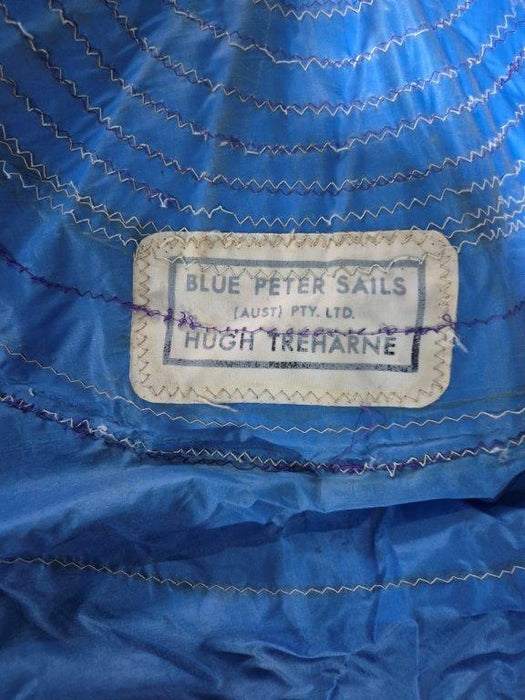 BLUE PETER SAILS
(AUST) PTY. LTD.
HUGH TREHARNE